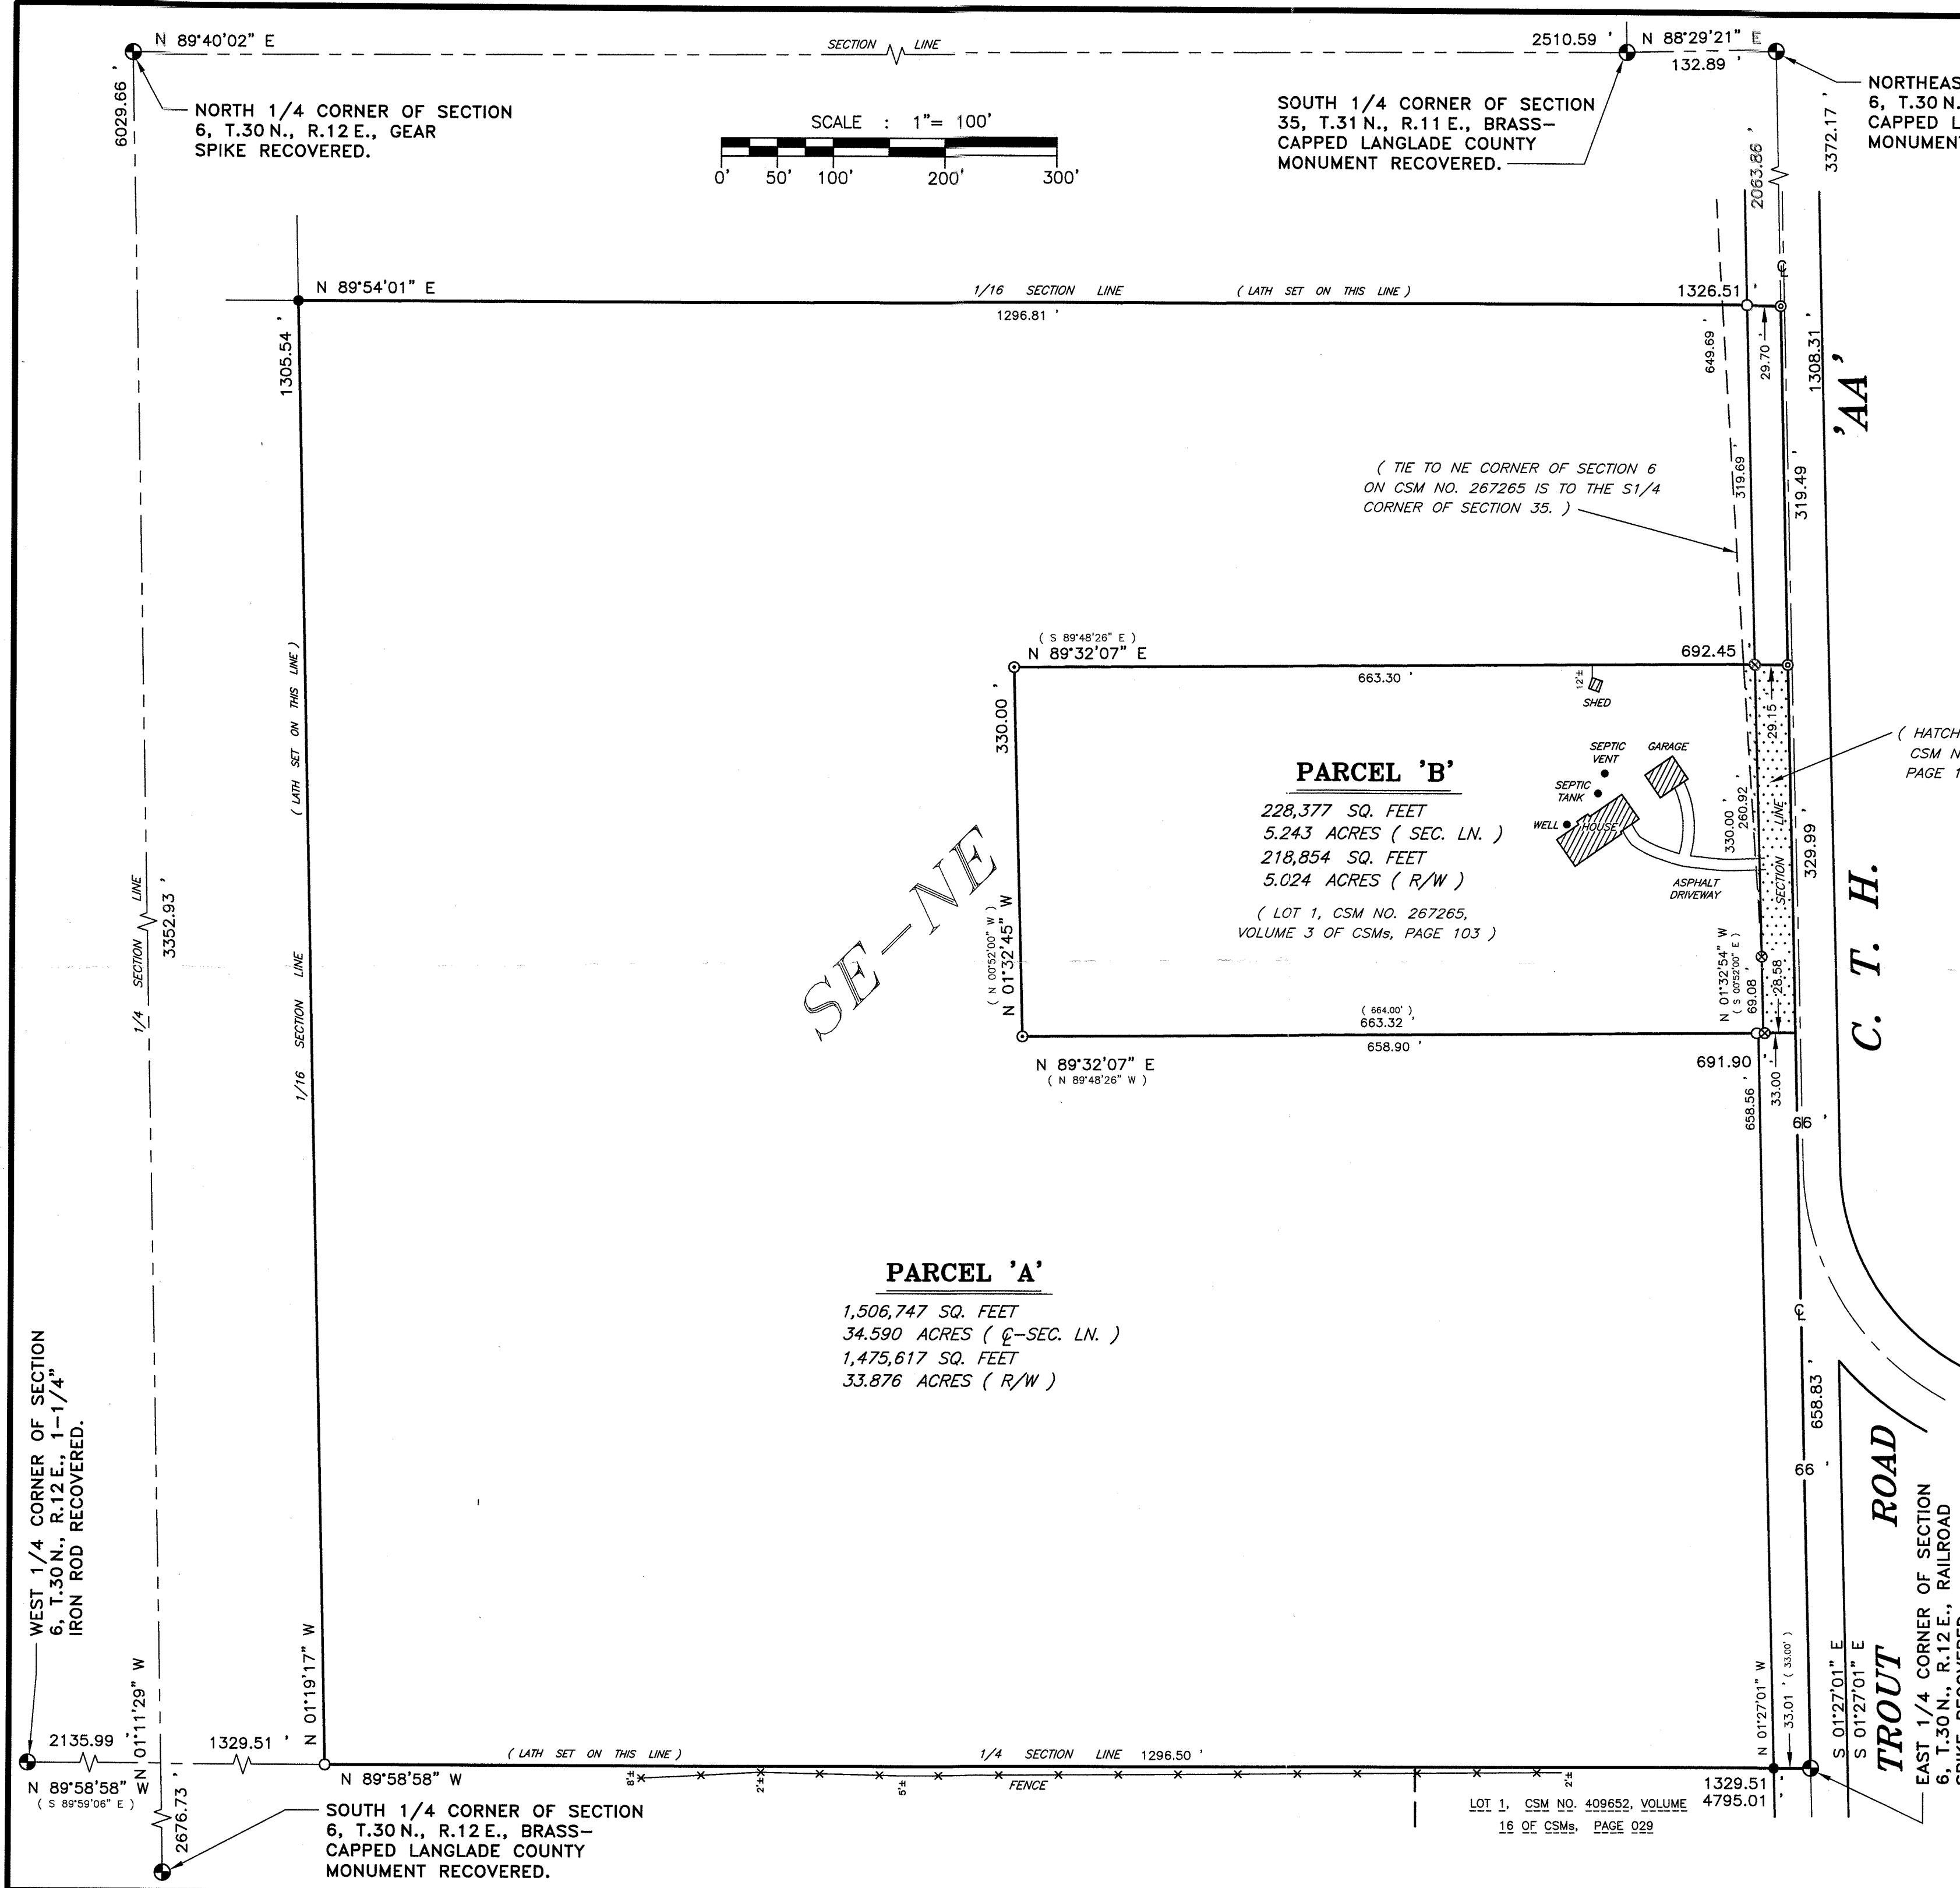 N 89°40'02" E
SECTION LINE
2510.59 '
N 88°29'21" E
132.89 '
6029.66 '
NORTH 1/4 CORNER OF SECTION
6, T.30 N., R.12 E., GEAR
SPIKE RECOVERED.
SCALE : 1"= 100'
0' 50' 100' 200' 300'
SOUTH 1/4 CORNER OF SECTION
35, T.31 N., R.11 E., BRASS-
CAPPED LANGLADE COUNTY
MONUMENT RECOVERED.
NORTHEAS
6, T.30 N.
CAPPED L
MONUMENT
2063.86 '
3372.17 '
N 89°54'01" E
1/16 SECTION LINE
( LATH SET ON THIS LINE )
1326.51 '
1296.81 '
1305.54 '
649.69 '
29.70 '
1308.31 '
'AA'
319.69 '
319.49 '
( TIE TO NE CORNER OF SECTION 6
ON CSM NO. 267265 IS TO THE S1/4
CORNER OF SECTION 35. )
( LATH SET ON THIS LINE )
1/16 SECTION LINE
1/4 SECTION LINE
3352.93 '
( S 89°48'26" E )
N 89°32'07" E
692.45 '
663.30 '
12'±
SHED
330.00 '
29.15 '
( HATCH
CSM N
PAGE 1
SEPTIC
VENT
GARAGE
SEPTIC
TANK
WELL
HOUSE
ASPHALT
DRIVEWAY
PARCEL 'B'
228,377 SQ. FEET
5.243 ACRES ( SEC. LN. )
218,854 SQ. FEET
5.024 ACRES ( R/W )
( LOT 1, CSM NO. 267265,
VOLUME 3 OF CSMs, PAGE 103 )
330.00 '
260.92 '
SECTION LINE
329.99 '
SE-NE
( N 00°52'00" W )
N 01°32'45" W
N 01°32'54" W
( S 00°52'00" E )
69.08 '
28.58
C. T. H.
( 664.00' )
663.32 '
658.90 '
N 89°32'07" E
( N 89°48'26" W )
691.90 '
658.56 '
33.00
66 '
PARCEL 'A'
1,506,747 SQ. FEET
34.590 ACRES ( ℄-SEC. LN. )
1,475,617 SQ. FEET
33.876 ACRES ( R/W )
℄
℄
658.83 '
66 '
TROUT ROAD
WEST 1/4 CORNER OF SECTION
6, T.30 N., R.12 E., 1-1/4"
IRON ROD RECOVERED.
N 01°11'29" W
N 01°19'17" W
N 01°27'01" W
33.01 ' ( 33.00' )
S 01°27'01" E
S 01°27'01" E
EAST 1/4 CORNER OF SECTION
6, T.30 N., R.12 E., RAILROAD
SPIKE RECOVERED
2135.99 '
1329.51 '
( LATH SET ON THIS LINE )
1/4 SECTION LINE 1296.50 '
N 89°58'58" W
( S 89°59'06" E )
N 89°58'58" W
8'±
2'±
5'±
FENCE
2'±
1329.51 '
4795.01 '
2676.73 '
SOUTH 1/4 CORNER OF SECTION
6, T.30 N., R.12 E., BRASS-
CAPPED LANGLADE COUNTY
MONUMENT RECOVERED.
LOT 1, CSM NO. 409652, VOLUME
16 OF CSMs, PAGE 029